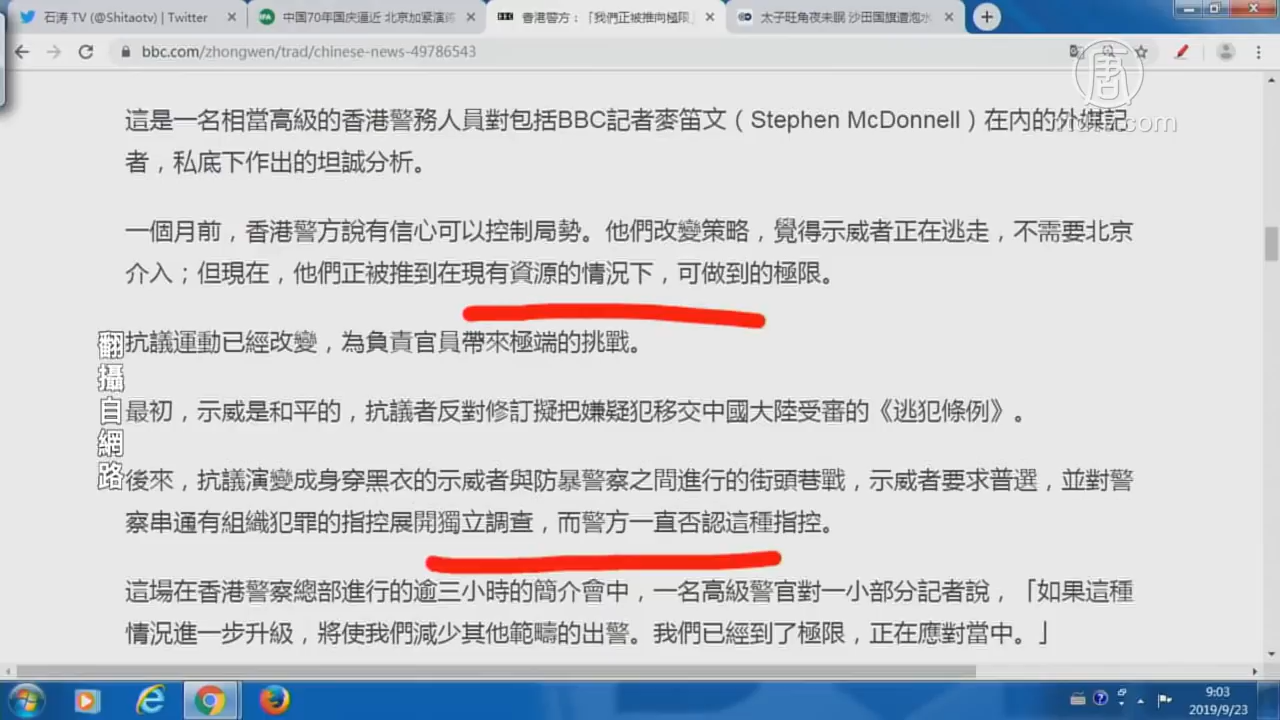 石涛 TV (@Shitaotv) | Twitter
中国70年国庆逼近 北京加紧演
香港警方：「我們正被推向極限
太子旺角夜未眠 沙田国旗遭泡水
bbc.com/zhongwen/trad/chinese-news-49786543
唐
這是一名相當高級的香港警務人員對包括BBC記者麥笛文（Stephen McDonnell）在內的外媒記
者，私底下作出的坦誠分析。
一個月前，香港警方說有信心可以控制局勢。他們改變策略，覺得示威者正在逃走，不需要北京
介入；但現在，他們正被推到在現有資源的情況下，可做到的極限。
抗議運動已經改變，為負責官員帶來極端的挑戰。
翻攝自網路
最初，示威是和平的，抗議者反對修訂擬把嫌疑犯移交中國大陸受審的《逃犯條例》。
後來，抗議演變成身穿黑衣的示威者與防暴警察之間進行的街頭巷戰，示威者要求普選，並對警
察串通有組織犯罪的指控展開獨立調查，而警方一直否認這種指控。
這場在香港警察總部進行的逾三小時的簡介會中，一名高級警官對一小部分記者說，「如果這種
情況進一步升級，將使我們減少其他範疇的出警。我們已經到了極限，正在應對當中。」
9:03
2019/9/23